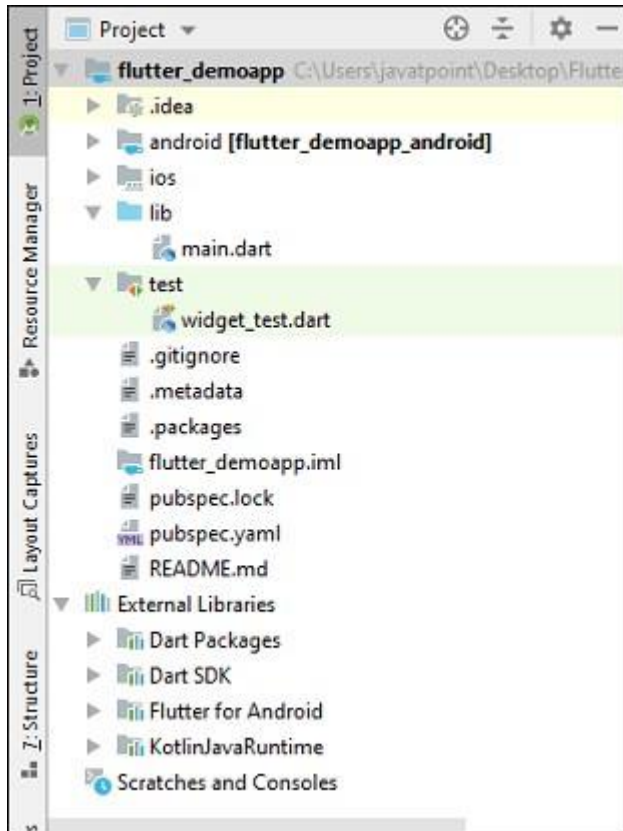 Project
flutter_demoapp C:\Users\javatpoint\Desktop\Flutte
.idea
android [flutter_demoapp_android]
ios
lib
main.dart
test
widget_test.dart
.gitignore
.metadata
.packages
flutter_demoapp.iml
pubspec.lock
YML pubspec.yaml
README.md
External Libraries
Dart Packages
Dart SDK
Flutter for Android
KotlinJavaRuntime
Scratches and Consoles
1: Project
Resource Manager
Layout Captures
7: Structure